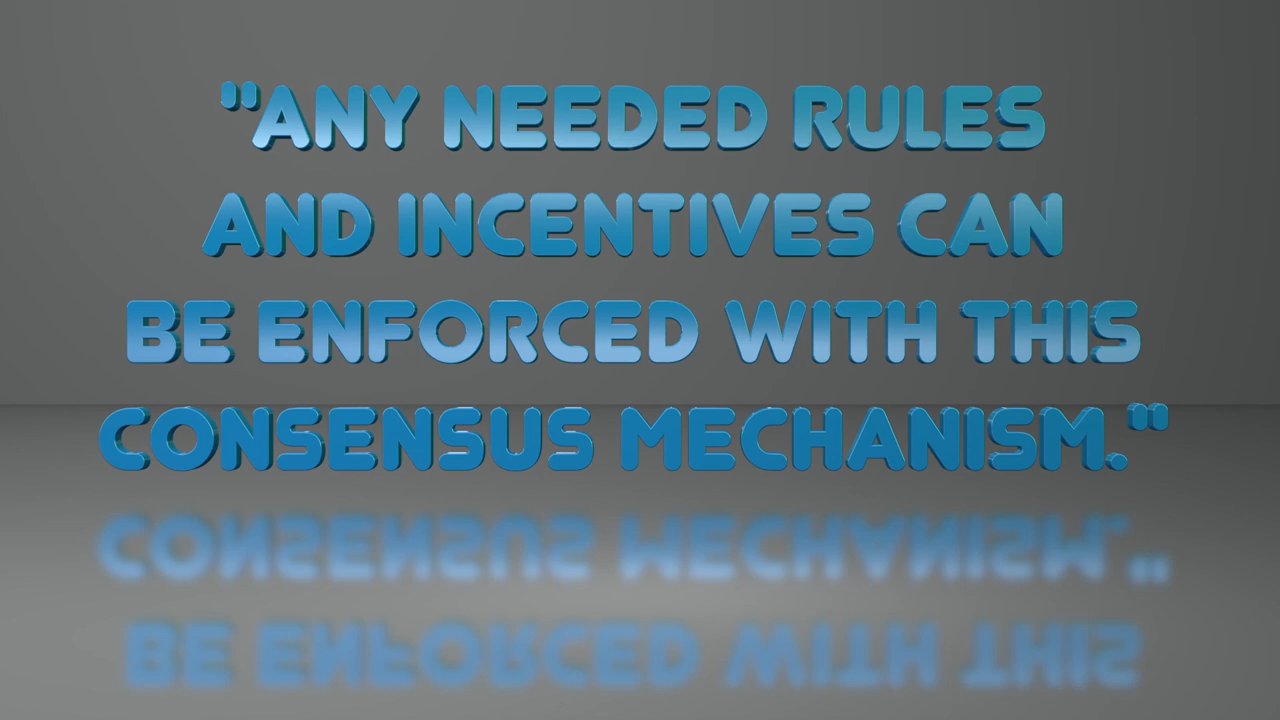 "ANY NEEDED RULES
AND INCENTIVES CAN
BE ENFORCED WITH THIS
CONSENSUS MECHANISM."